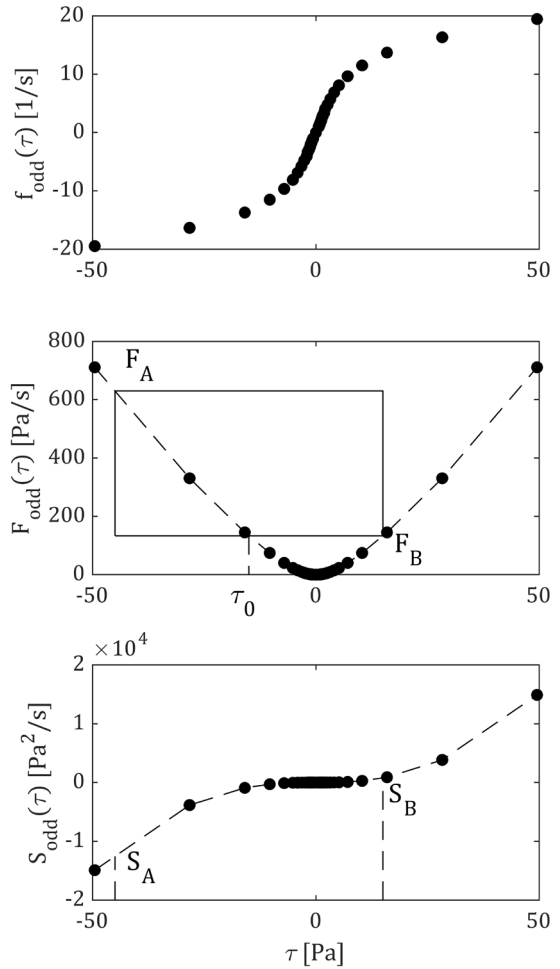 20
10
0
-10
-20
-50
0
50
f_odd(τ) [1/s]
800
600
400
200
0
-50
0
50
F_odd(τ) [Pa/s]
F_A
F_B
τ_0
×10^4
2
1
0
-1
-2
-50
0
50
S_odd(τ) [Pa^2/s]
S_A
S_B
τ [Pa]